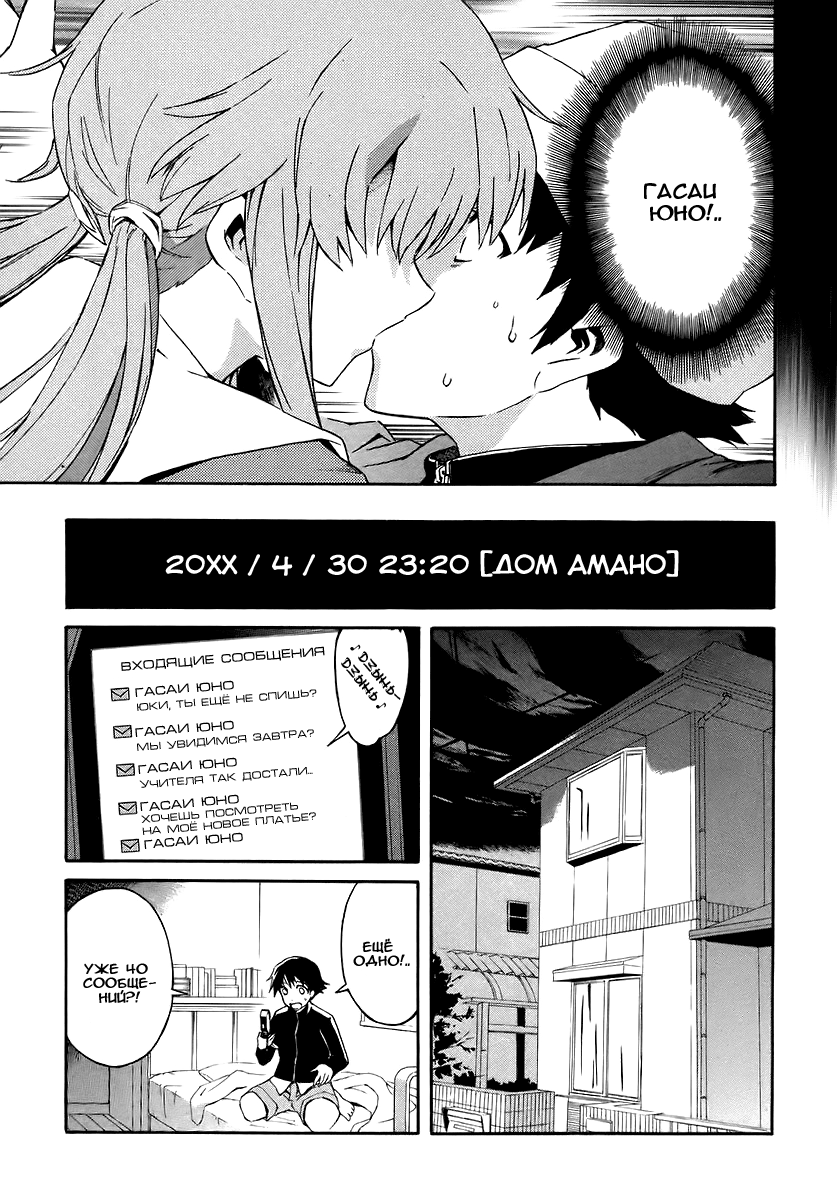 ГАСАИ
ЮНО!..
20XX / 4 / 30 23:20 [ДОМ АМАНО]
♪ ДЗЫНЬ-
ДЗЫНЬ ♪
ВХОДЯЩИЕ СООБЩЕНИЯ
ГАСАИ ЮНО
ЮКИ, ТЫ ЕЩЁ НЕ СПИШЬ?
ГАСАИ ЮНО
МЫ УВИДИМСЯ ЗАВТРА?
ГАСАИ ЮНО
УЧИТЕЛЯ ТАК ДОСТАЛИ...
ГАСАИ ЮНО
ХОЧЕШЬ ПОСМОТРЕТЬ
НА МОЁ НОВОЕ ПЛАТЬЕ?
ГАСАИ ЮНО
ЕЩЁ
ОДНО!..
УЖЕ 40
СООБЩЕ-
НИЙ?!